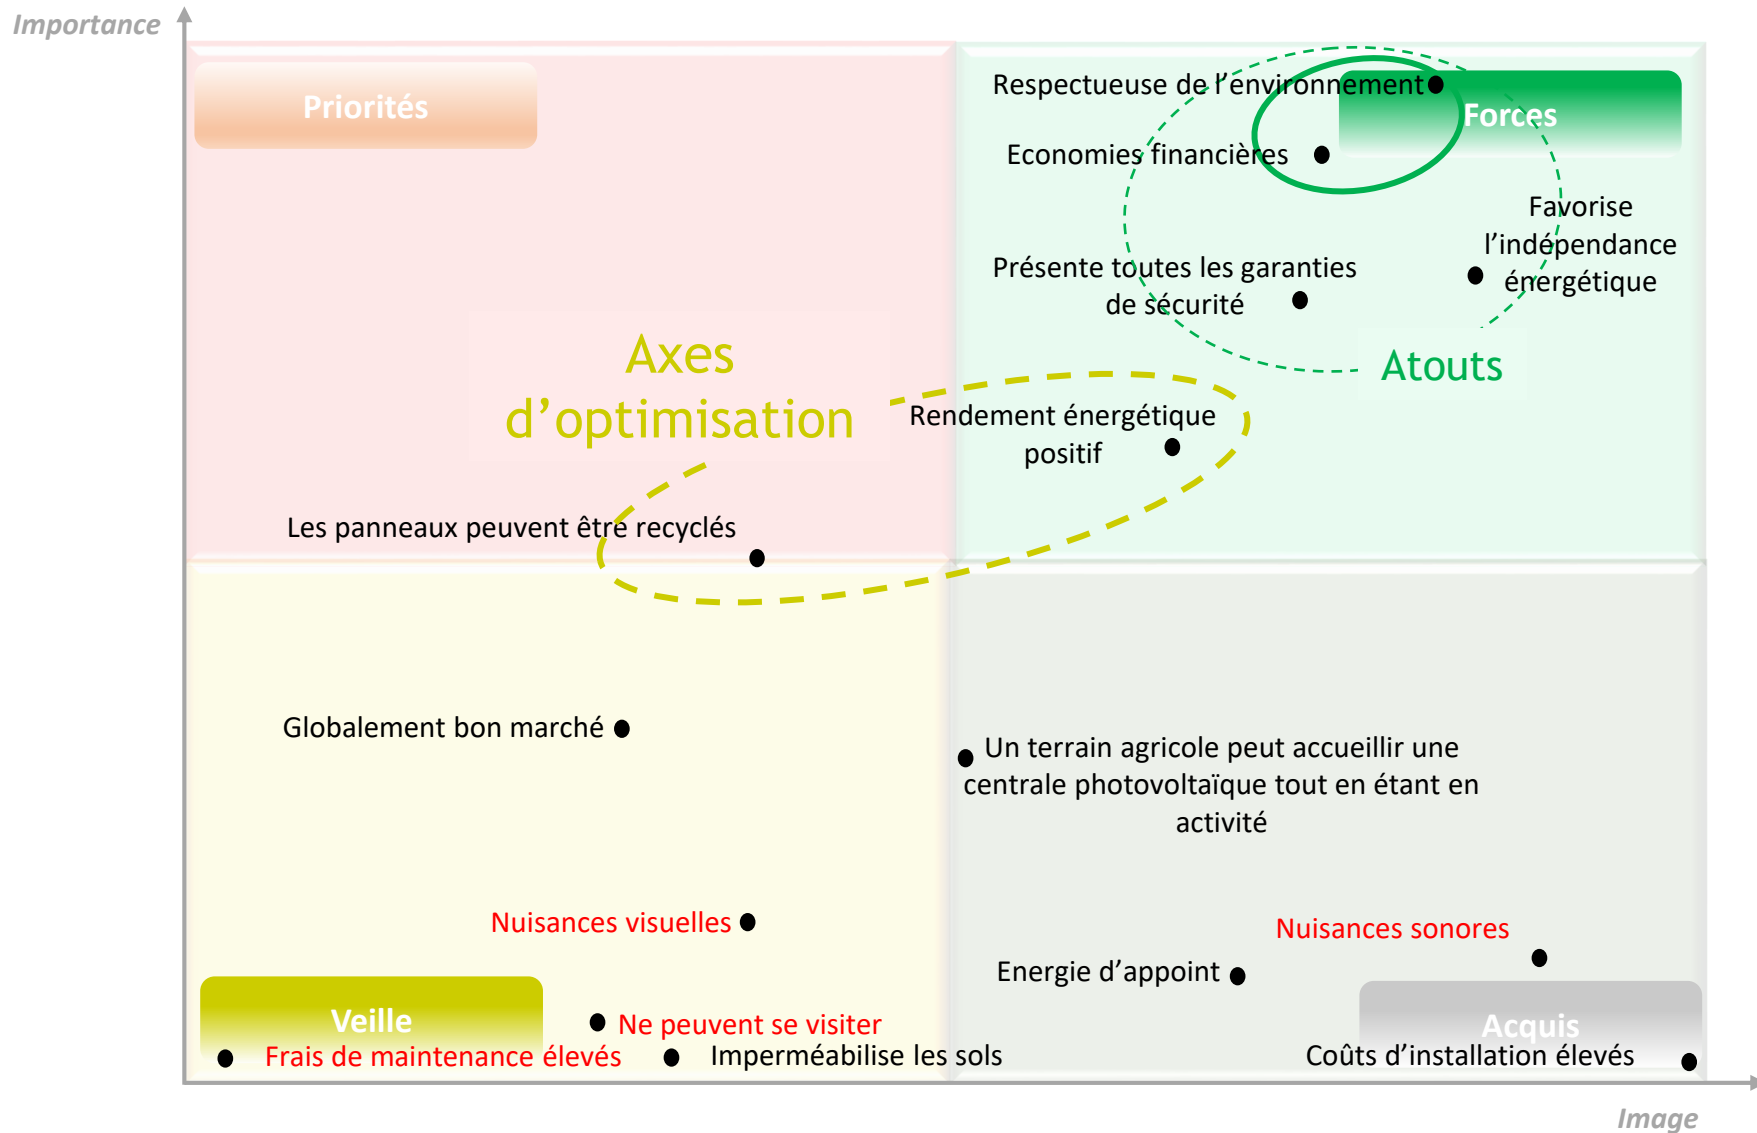 Importance
Priorités
Respectueuse de l’environnement
Forces
Economies financières
Favorise
l’indépendance
énergétique
Présente toutes les garanties
de sécurité
Axes
d’optimisation
Atouts
Rendement énergétique
positif
Les panneaux peuvent être recyclés
Globalement bon marché
Un terrain agricole peut accueillir une
centrale photovoltaïque tout en étant en
activité
Nuisances visuelles
Nuisances sonores
Energie d’appoint
Veille
Ne peuvent se visiter
Acquis
Frais de maintenance élevés
Imperméabilise les sols
Coûts d’installation élevés
Image